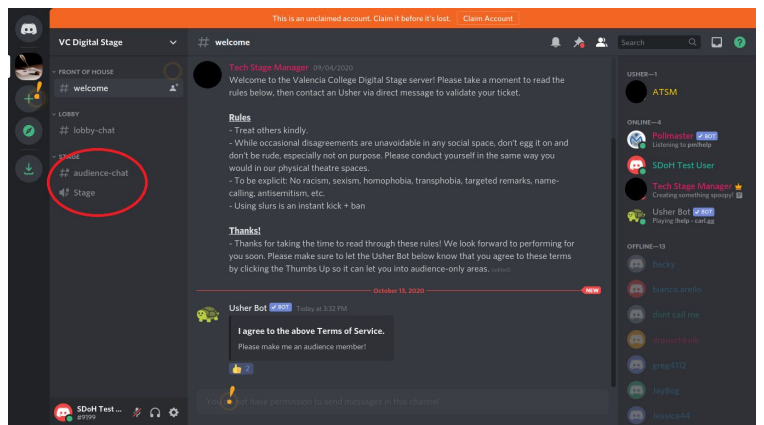 This is an unclaimed account. Claim it before it's lost. Claim Account
VC Digital Stage
FRONT OF HOUSE
# welcome
LOBBY
# lobby-chat
STAGE
audience-chat
Stage
SDoH Test ...
#9199
# welcome
Search
Tech Stage Manager 09/04/2020
Welcome to the Valencia College Digital Stage server! Please take a moment to read the
rules below, then contact an Usher via direct message to validate your ticket.
Rules
- Treat others kindly.
- While occasional disagreements are unavoidable in any social space, don't egg it on and
don't be rude, especially not on purpose. Please conduct yourself in the same way you
would in our physical theatre spaces.
- To be explicit: No racism, sexism, homophobia, transphobia, targeted remarks, name-
calling, antisemitism, etc.
- Using slurs is an instant kick + ban
Thanks!
- Thanks for taking the time to read through these rules! We look forward to performing for
you soon. Please make sure to let the Usher Bot below know that you agree to these terms
by clicking the Thumbs Up so it can let you into audience-only areas. (edited)
October 13, 2020 NEW
Usher Bot BOT Today at 3:32 PM
I agree to the above Terms of Service.
Please make me an audience member!
2
not have permission to send messages in this channel
USHER—1
ATSM
ONLINE—4
Pollmaster BOT
Listening to pm!help
SDoH Test User
Tech Stage Manager
Creating something spoopy!
Usher Bot BOT
Playing !help - carl.gg
OFFLINE—13
Becky
bianca arello
dont call me
greg4112
JayBog
Jessica44